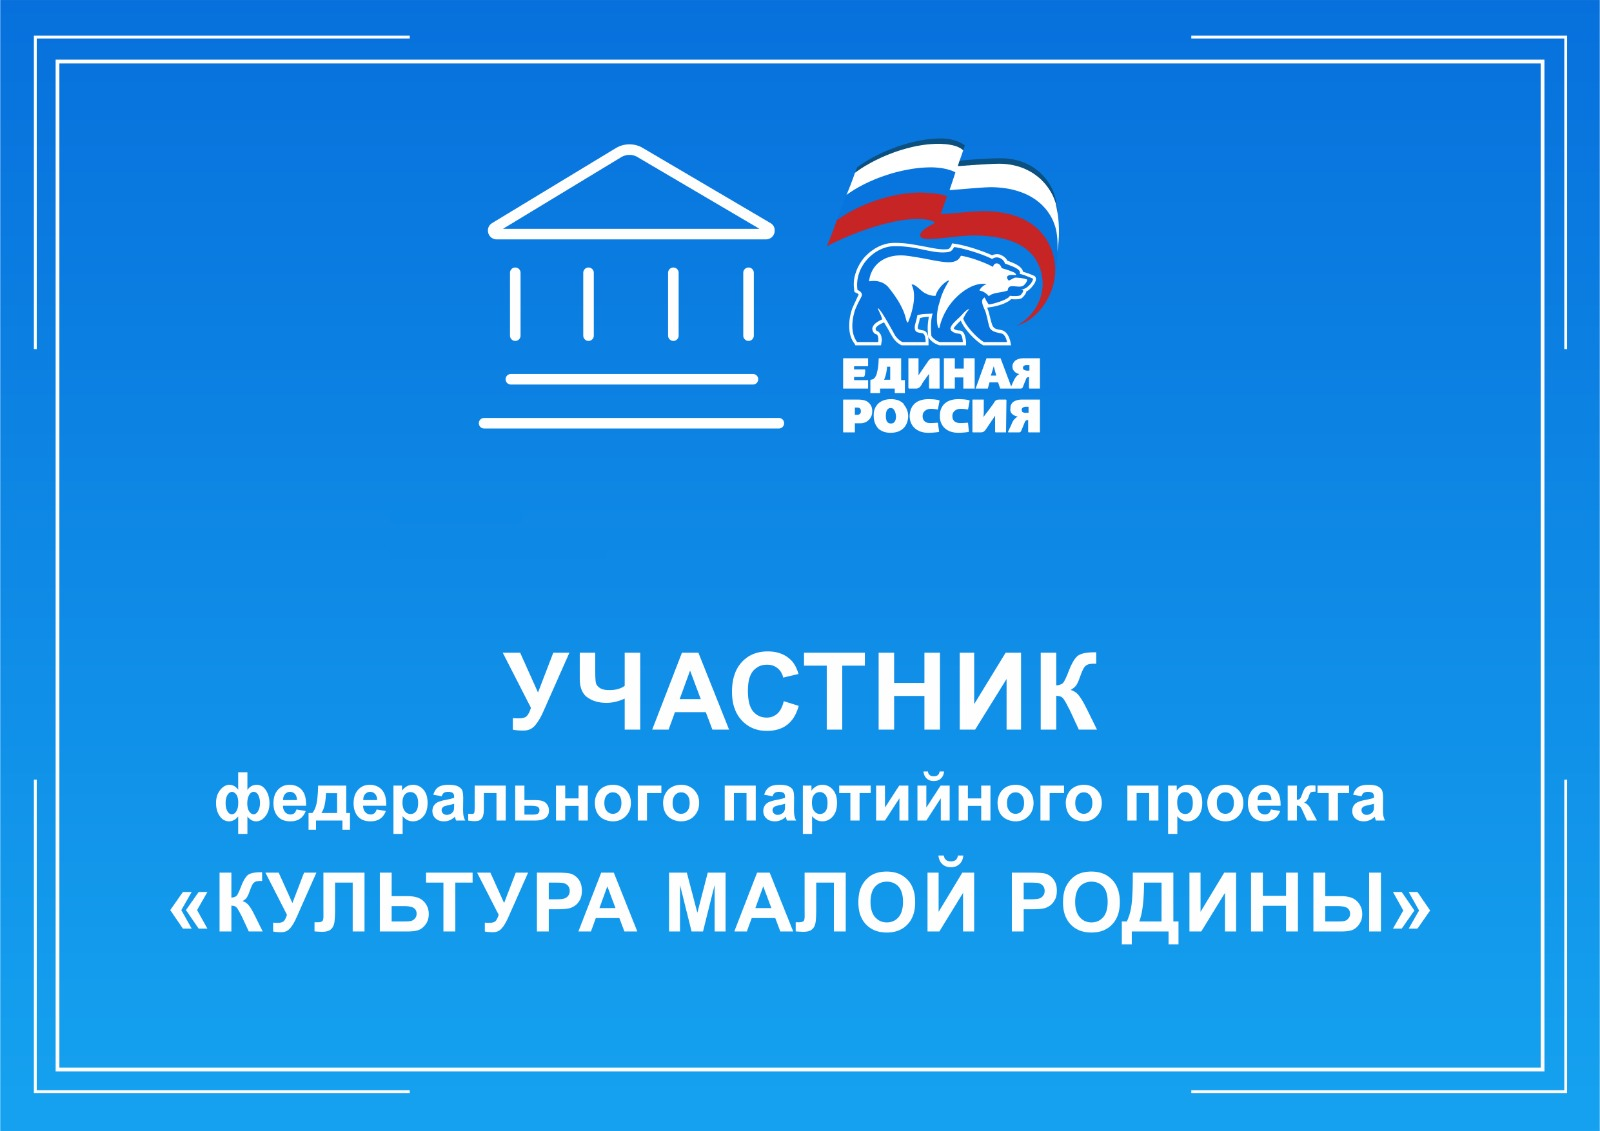 ЕДИНАЯ
РОССИЯ
УЧАСТНИК
федерального партийного проекта
«КУЛЬТУРА МАЛОЙ РОДИНЫ»